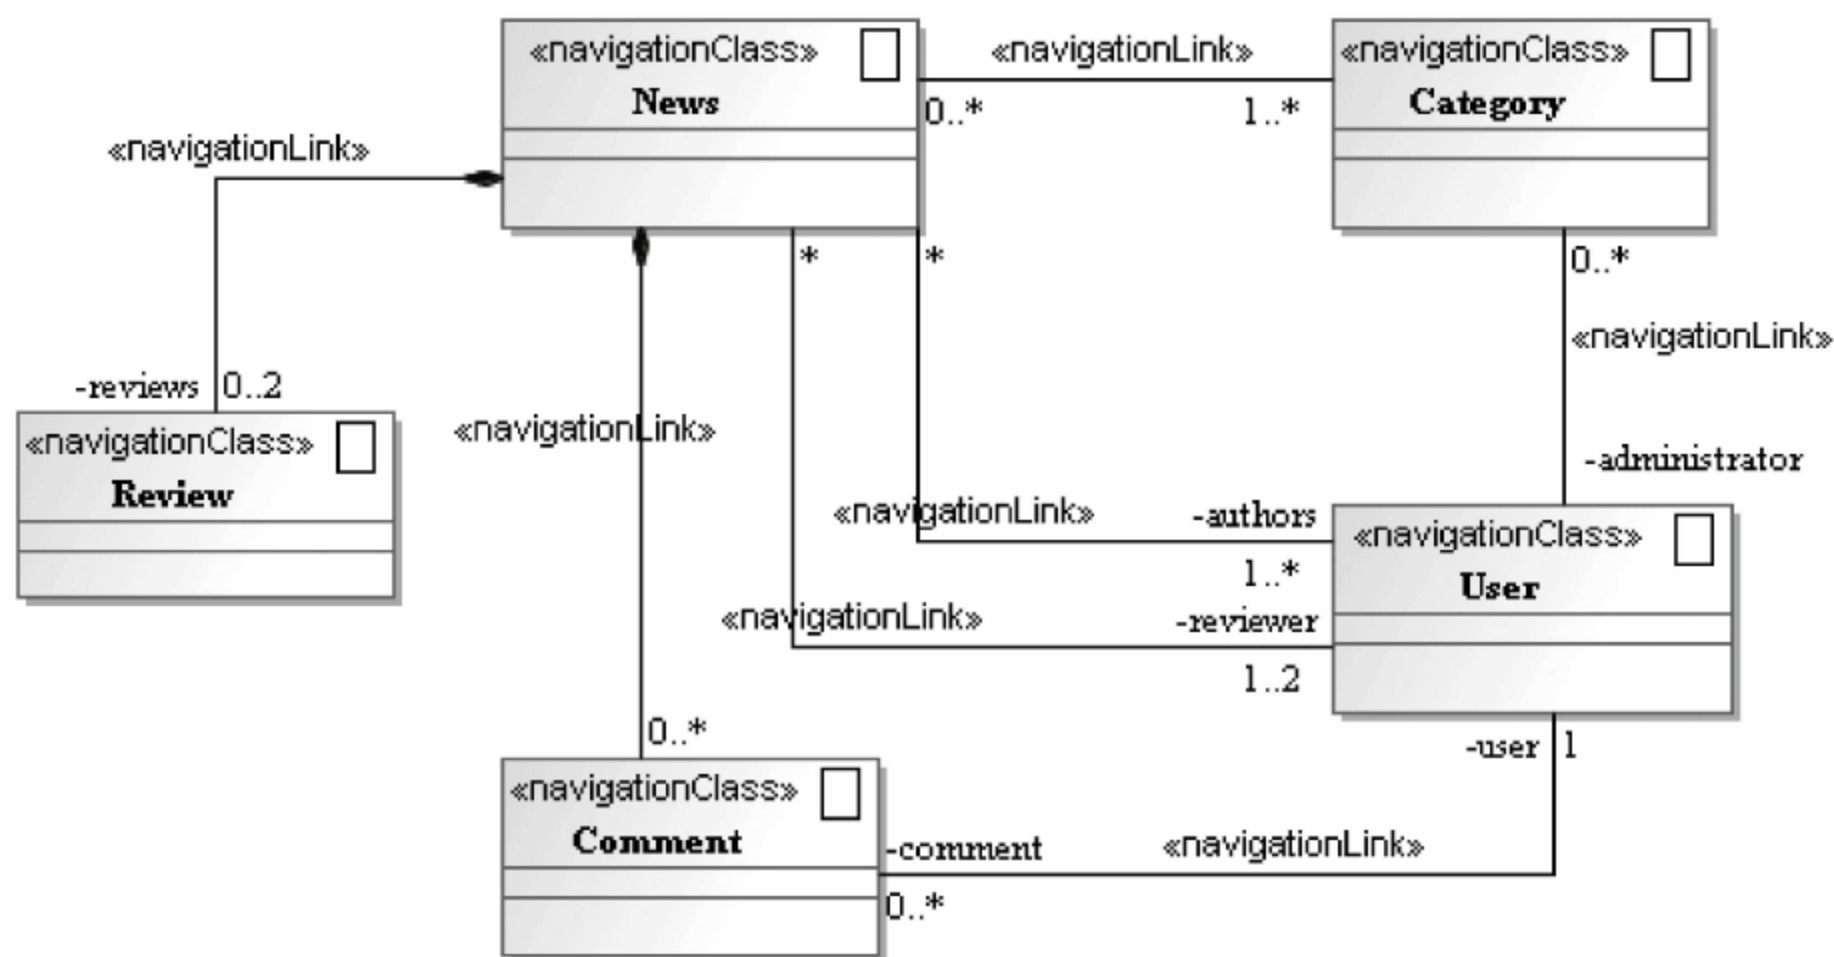 «navigationClass»
News
«navigationLink»
0..*
1..*
«navigationClass»
Category
«navigationLink»
*
*
0..*
«navigationLink»
-reviews
0..2
«navigationClass»
Review
«navigationLink»
-administrator
«navigationLink»
-authors
1..*
«navigationClass»
User
«navigationLink»
-reviewer
1..2
0..*
-user
1
«navigationClass»
Comment
-comment
0..*
«navigationLink»